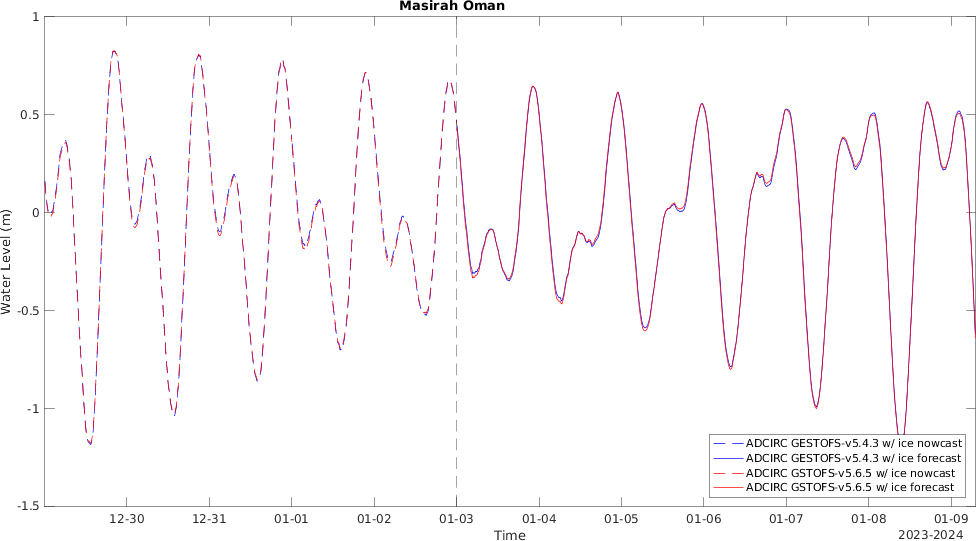 Masirah Oman
1
0.5
0
-0.5
-1
-1.5
Water Level (m)
ADCIRC GESTOFS-v5.4.3 w/ ice nowcast
ADCIRC GESTOFS-v5.4.3 w/ ice forecast
ADCIRC GSTOFS-v5.6.5 w/ ice nowcast
ADCIRC GSTOFS-v5.6.5 w/ ice forecast
12-30 12-31 01-01 01-02 01-03 01-04 01-05 01-06 01-07 01-08 01-09
Time
2023-2024